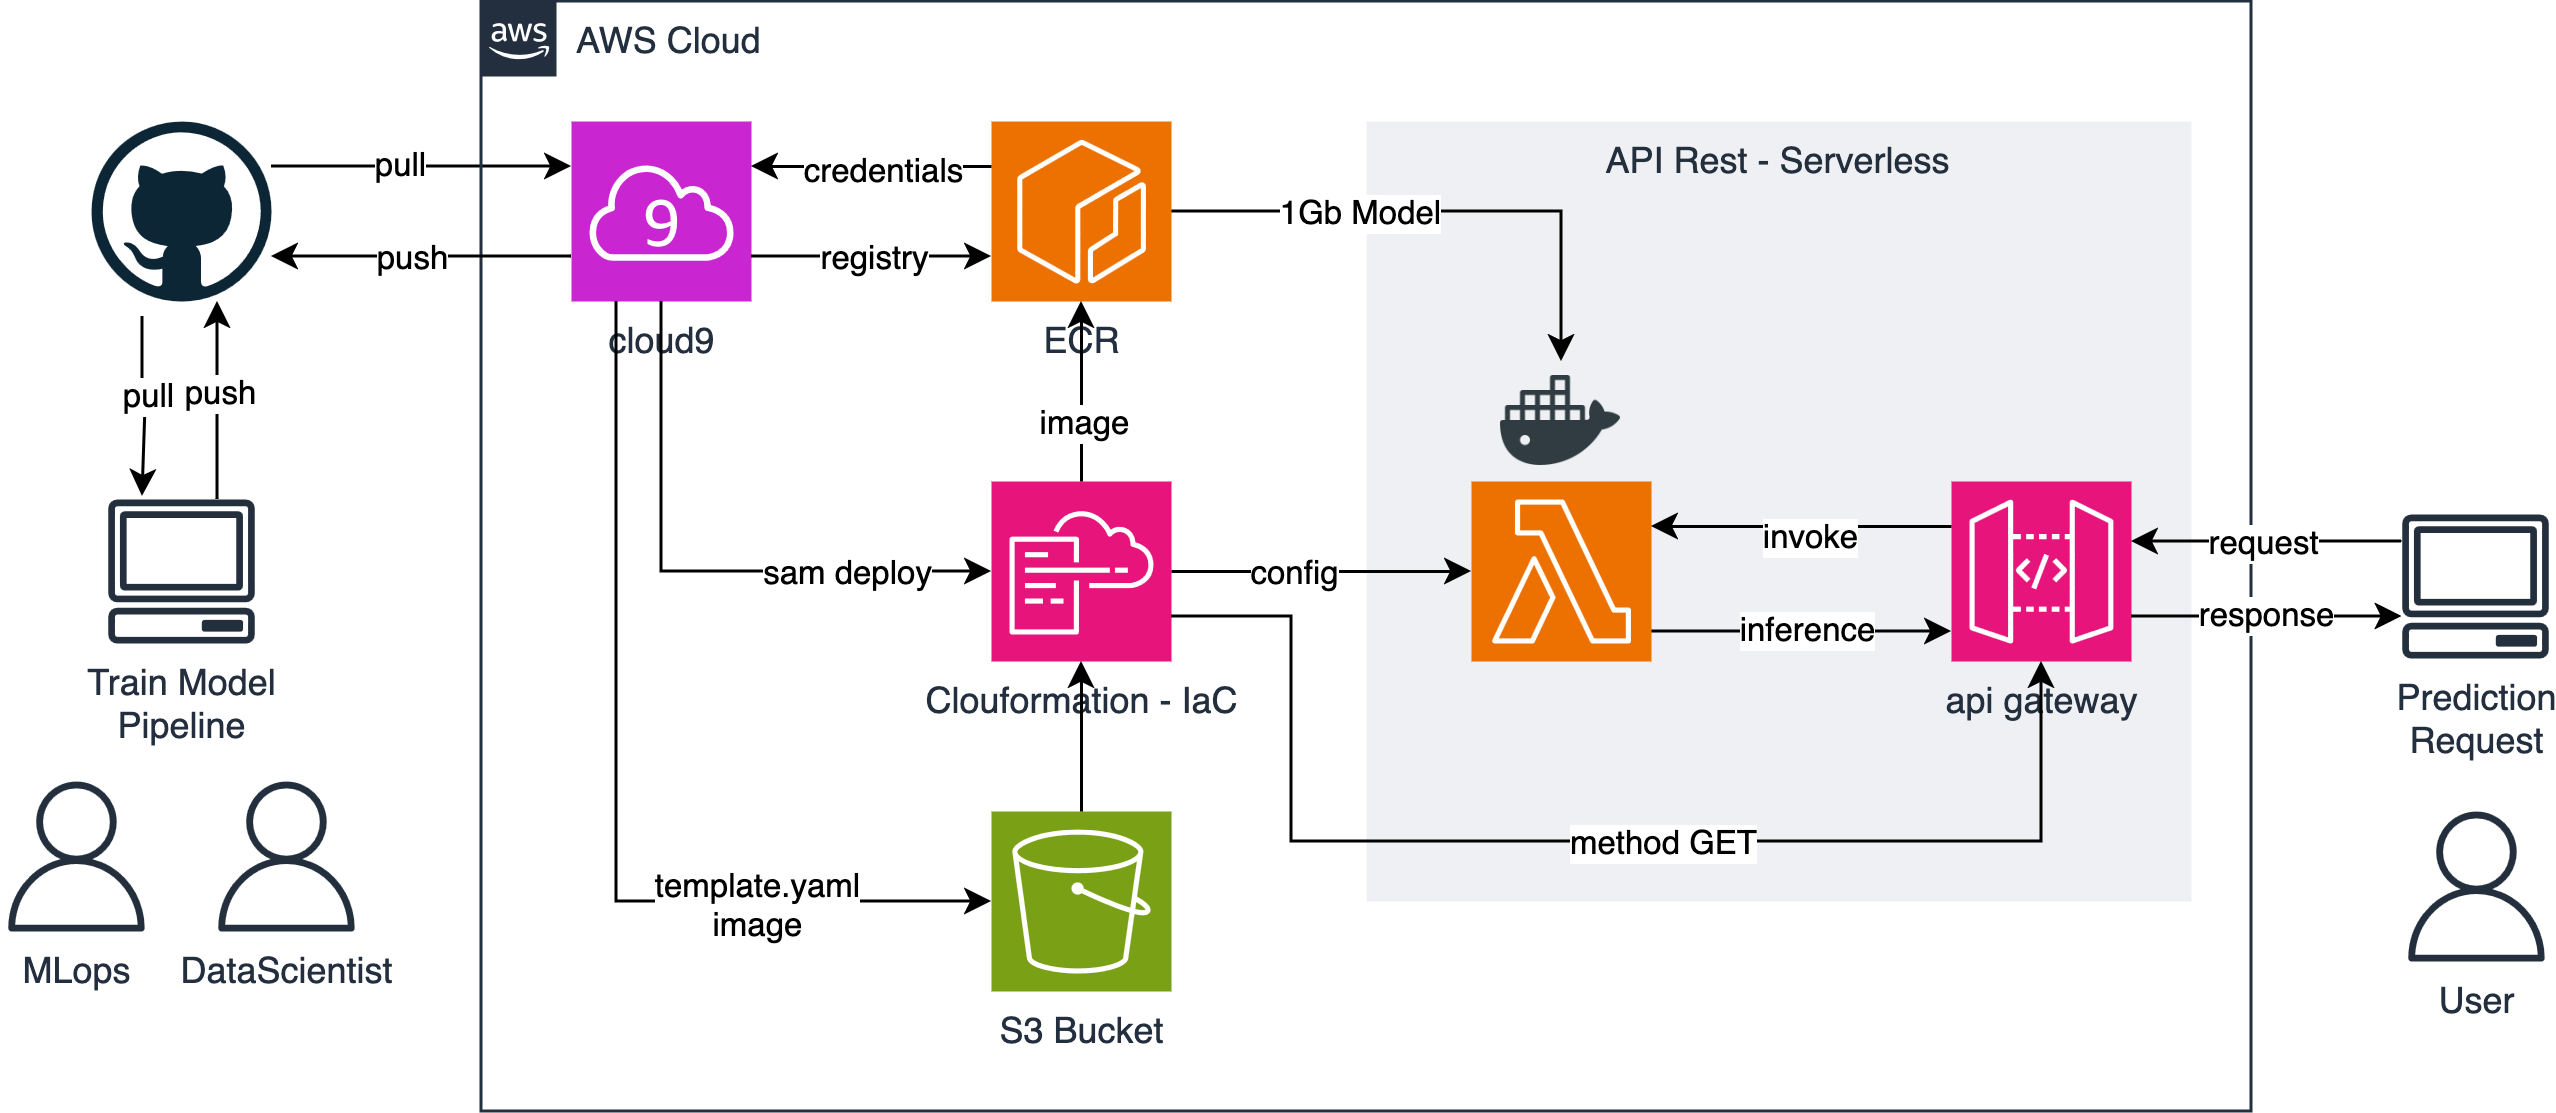 aws
AWS Cloud
pull
push
pull
push
Train Model
Pipeline
MLops
DataScientist
9
cloud9
credentials
registry
ECR
image
sam deploy
Clouformation - IaC
template.yaml
image
S3 Bucket
1Gb Model
API Rest - Serverless
config
invoke
inference
</>
api gateway
method GET
request
response
Prediction
Request
User